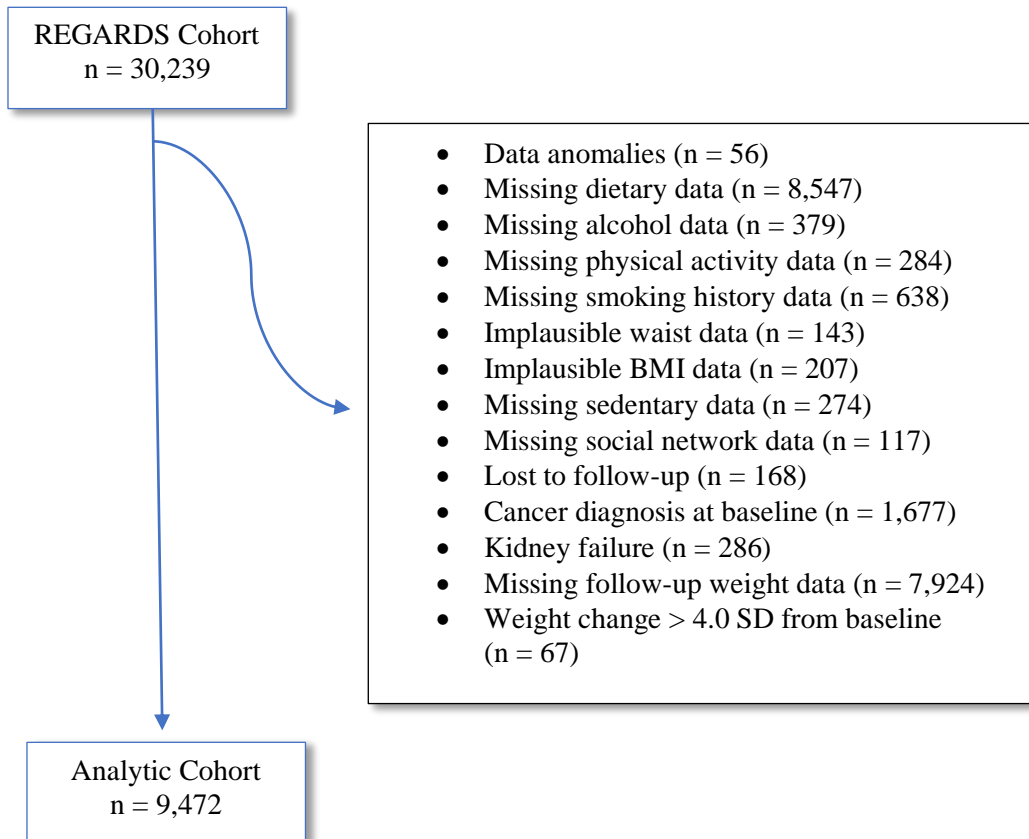 REGARDS Cohort
n = 30,239
• Data anomalies (n = 56)
• Missing dietary data (n = 8,547)
• Missing alcohol data (n = 379)
• Missing physical activity data (n = 284)
• Missing smoking history data (n = 638)
• Implausible waist data (n = 143)
• Implausible BMI data (n = 207)
• Missing sedentary data (n = 274)
• Missing social network data (n = 117)
• Lost to follow-up (n = 168)
• Cancer diagnosis at baseline (n = 1,677)
• Kidney failure (n = 286)
• Missing follow-up weight data (n = 7,924)
• Weight change > 4.0 SD from baseline
(n = 67)
Analytic Cohort
n = 9,472